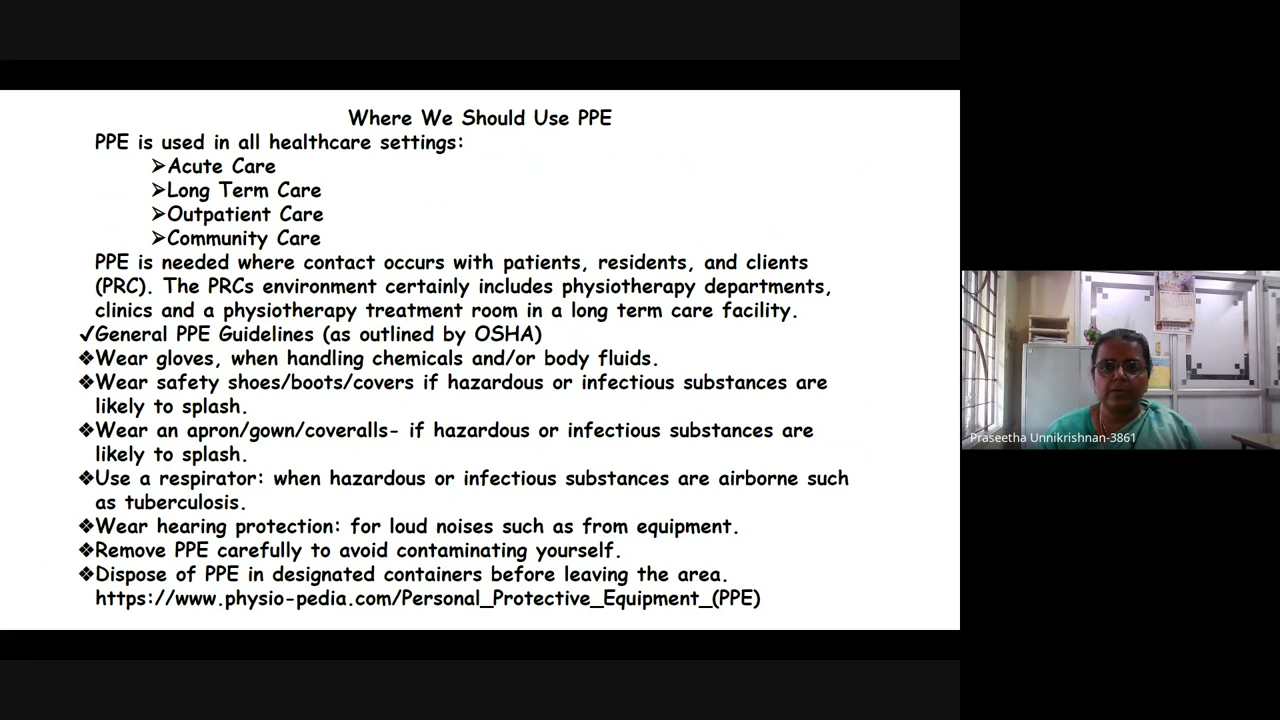 Where We Should Use PPE
PPE is used in all healthcare settings:
➢Acute Care
➢Long Term Care
➢Outpatient Care
➢Community Care
PPE is needed where contact occurs with patients, residents, and clients
(PRC). The PRCs environment certainly includes physiotherapy departments,
clinics and a physiotherapy treatment room in a long term care facility.
✓General PPE Guidelines (as outlined by OSHA)
❖Wear gloves, when handling chemicals and/or body fluids.
❖Wear safety shoes/boots/covers if hazardous or infectious substances are
likely to splash.
❖Wear an apron/gown/coveralls- if hazardous or infectious substances are
likely to splash.
❖Use a respirator: when hazardous or infectious substances are airborne such
as tuberculosis.
❖Wear hearing protection: for loud noises such as from equipment.
❖Remove PPE carefully to avoid contaminating yourself.
❖Dispose of PPE in designated containers before leaving the area.
https://www.physio-pedia.com/Personal_Protective_Equipment_(PPE)
Praseetha Unnikrishnan-3861